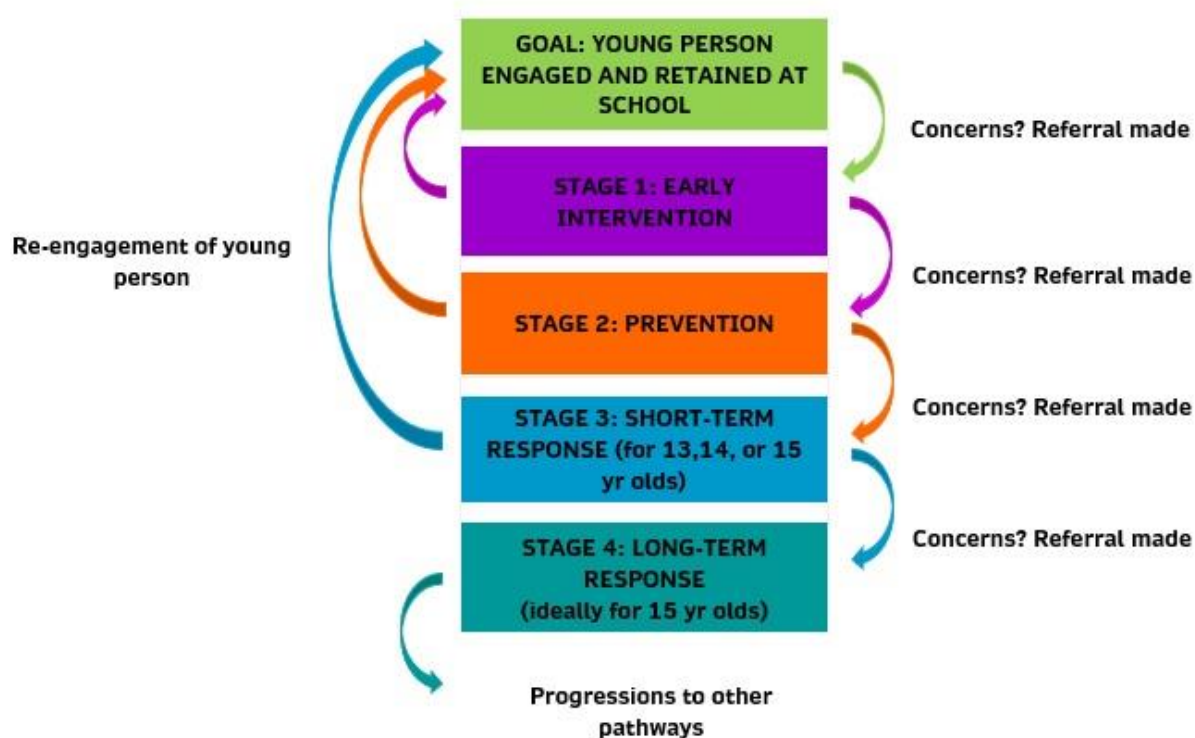 GOAL: YOUNG PERSON
ENGAGED AND RETAINED AT
SCHOOL
Concerns? Referral made
STAGE 1: EARLY
INTERVENTION
Re-engagement of young
person
Concerns? Referral made
STAGE 2: PREVENTION
Concerns? Referral made
STAGE 3: SHORT-TERM
RESPONSE (for 13,14, or 15
yr olds)
Concerns? Referral made
STAGE 4: LONG-TERM
RESPONSE
(ideally for 15 yr olds)
Progressions to other
pathways